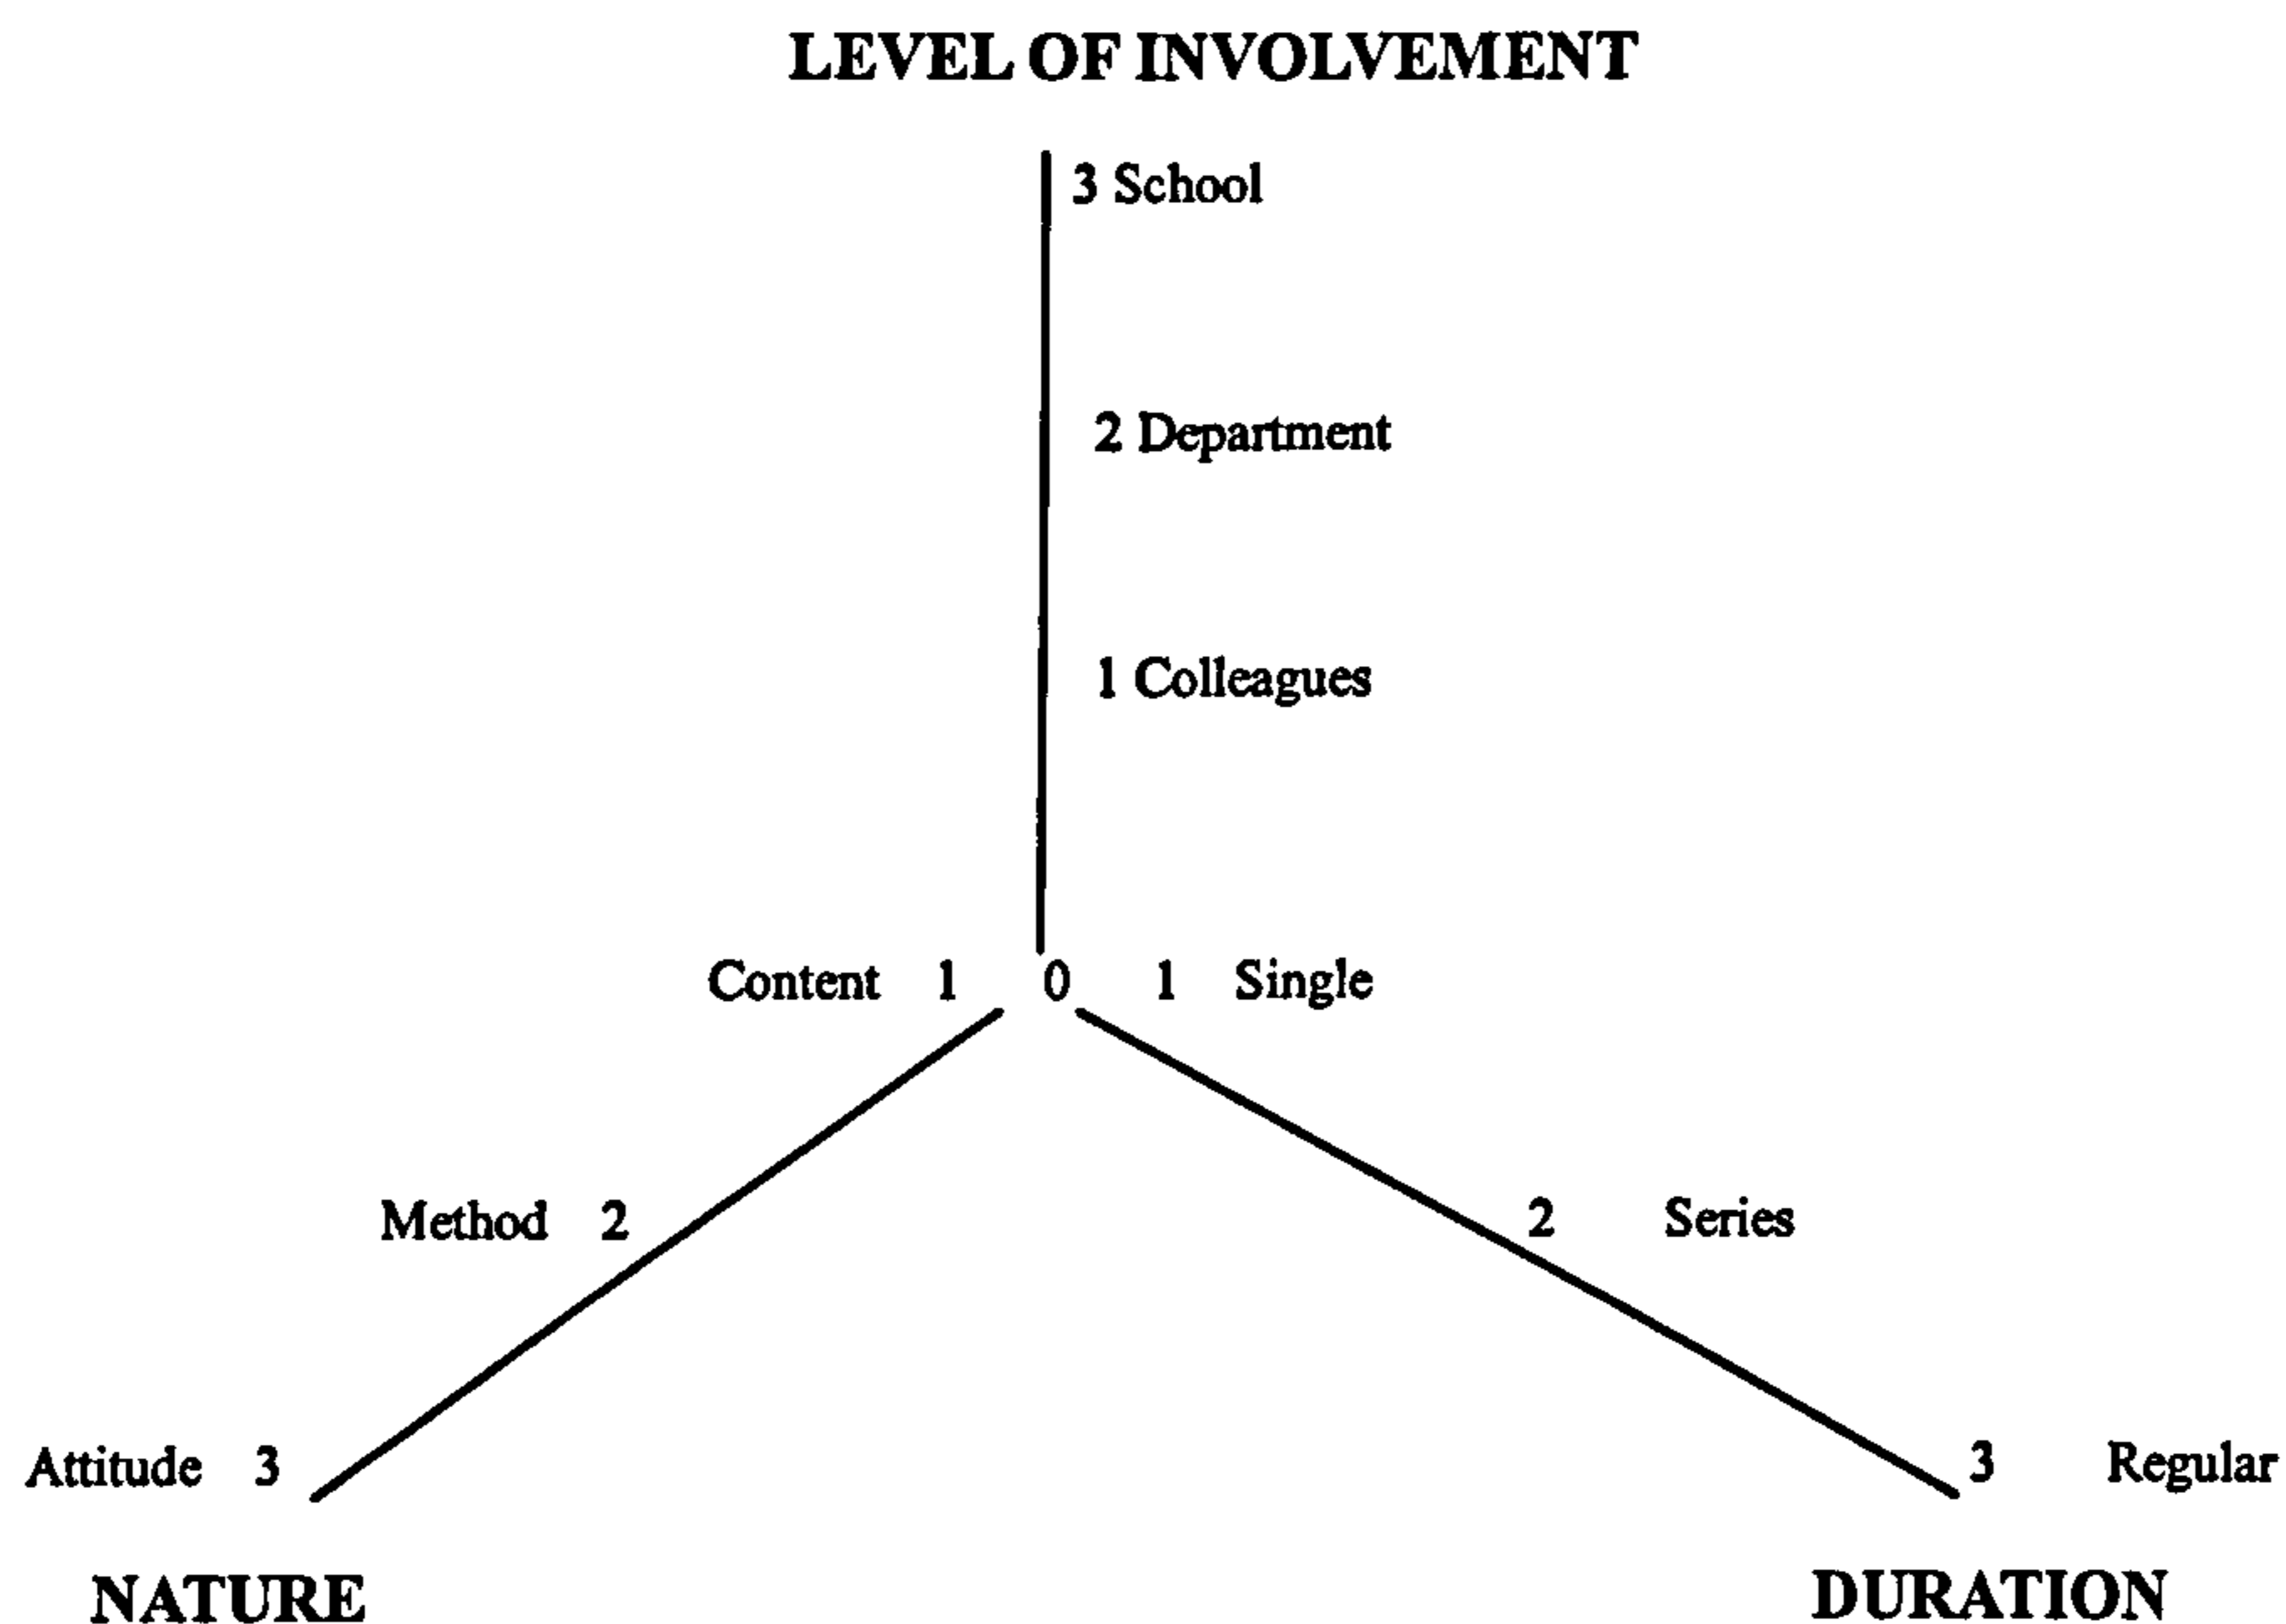 LEVEL OF INVOLVEMENT
3 School
2 Department
1 Colleagues
Content 1 0 1 Single
Method 2 2 Series
Attitude 3 3 Regular
NATURE DURATION